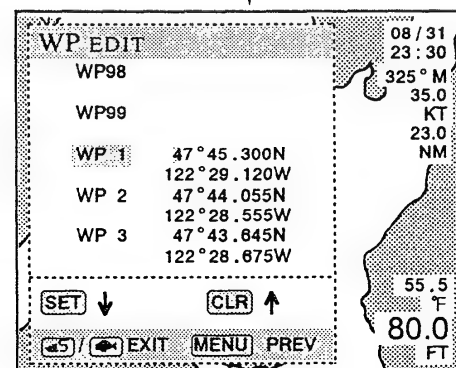 WP EDIT
WP98
WP99
WP 1 47°45.300N
122°29.120W
WP 2 47°44.055N
122°28.555W
WP 3 47°43.645N
122°28.675W
SET ↓ CLR ↑
/ EXIT MENU PREV
08/31
23:30
325°M
35.0
KT
23.0
NM
55.5
°F
80.0
FT